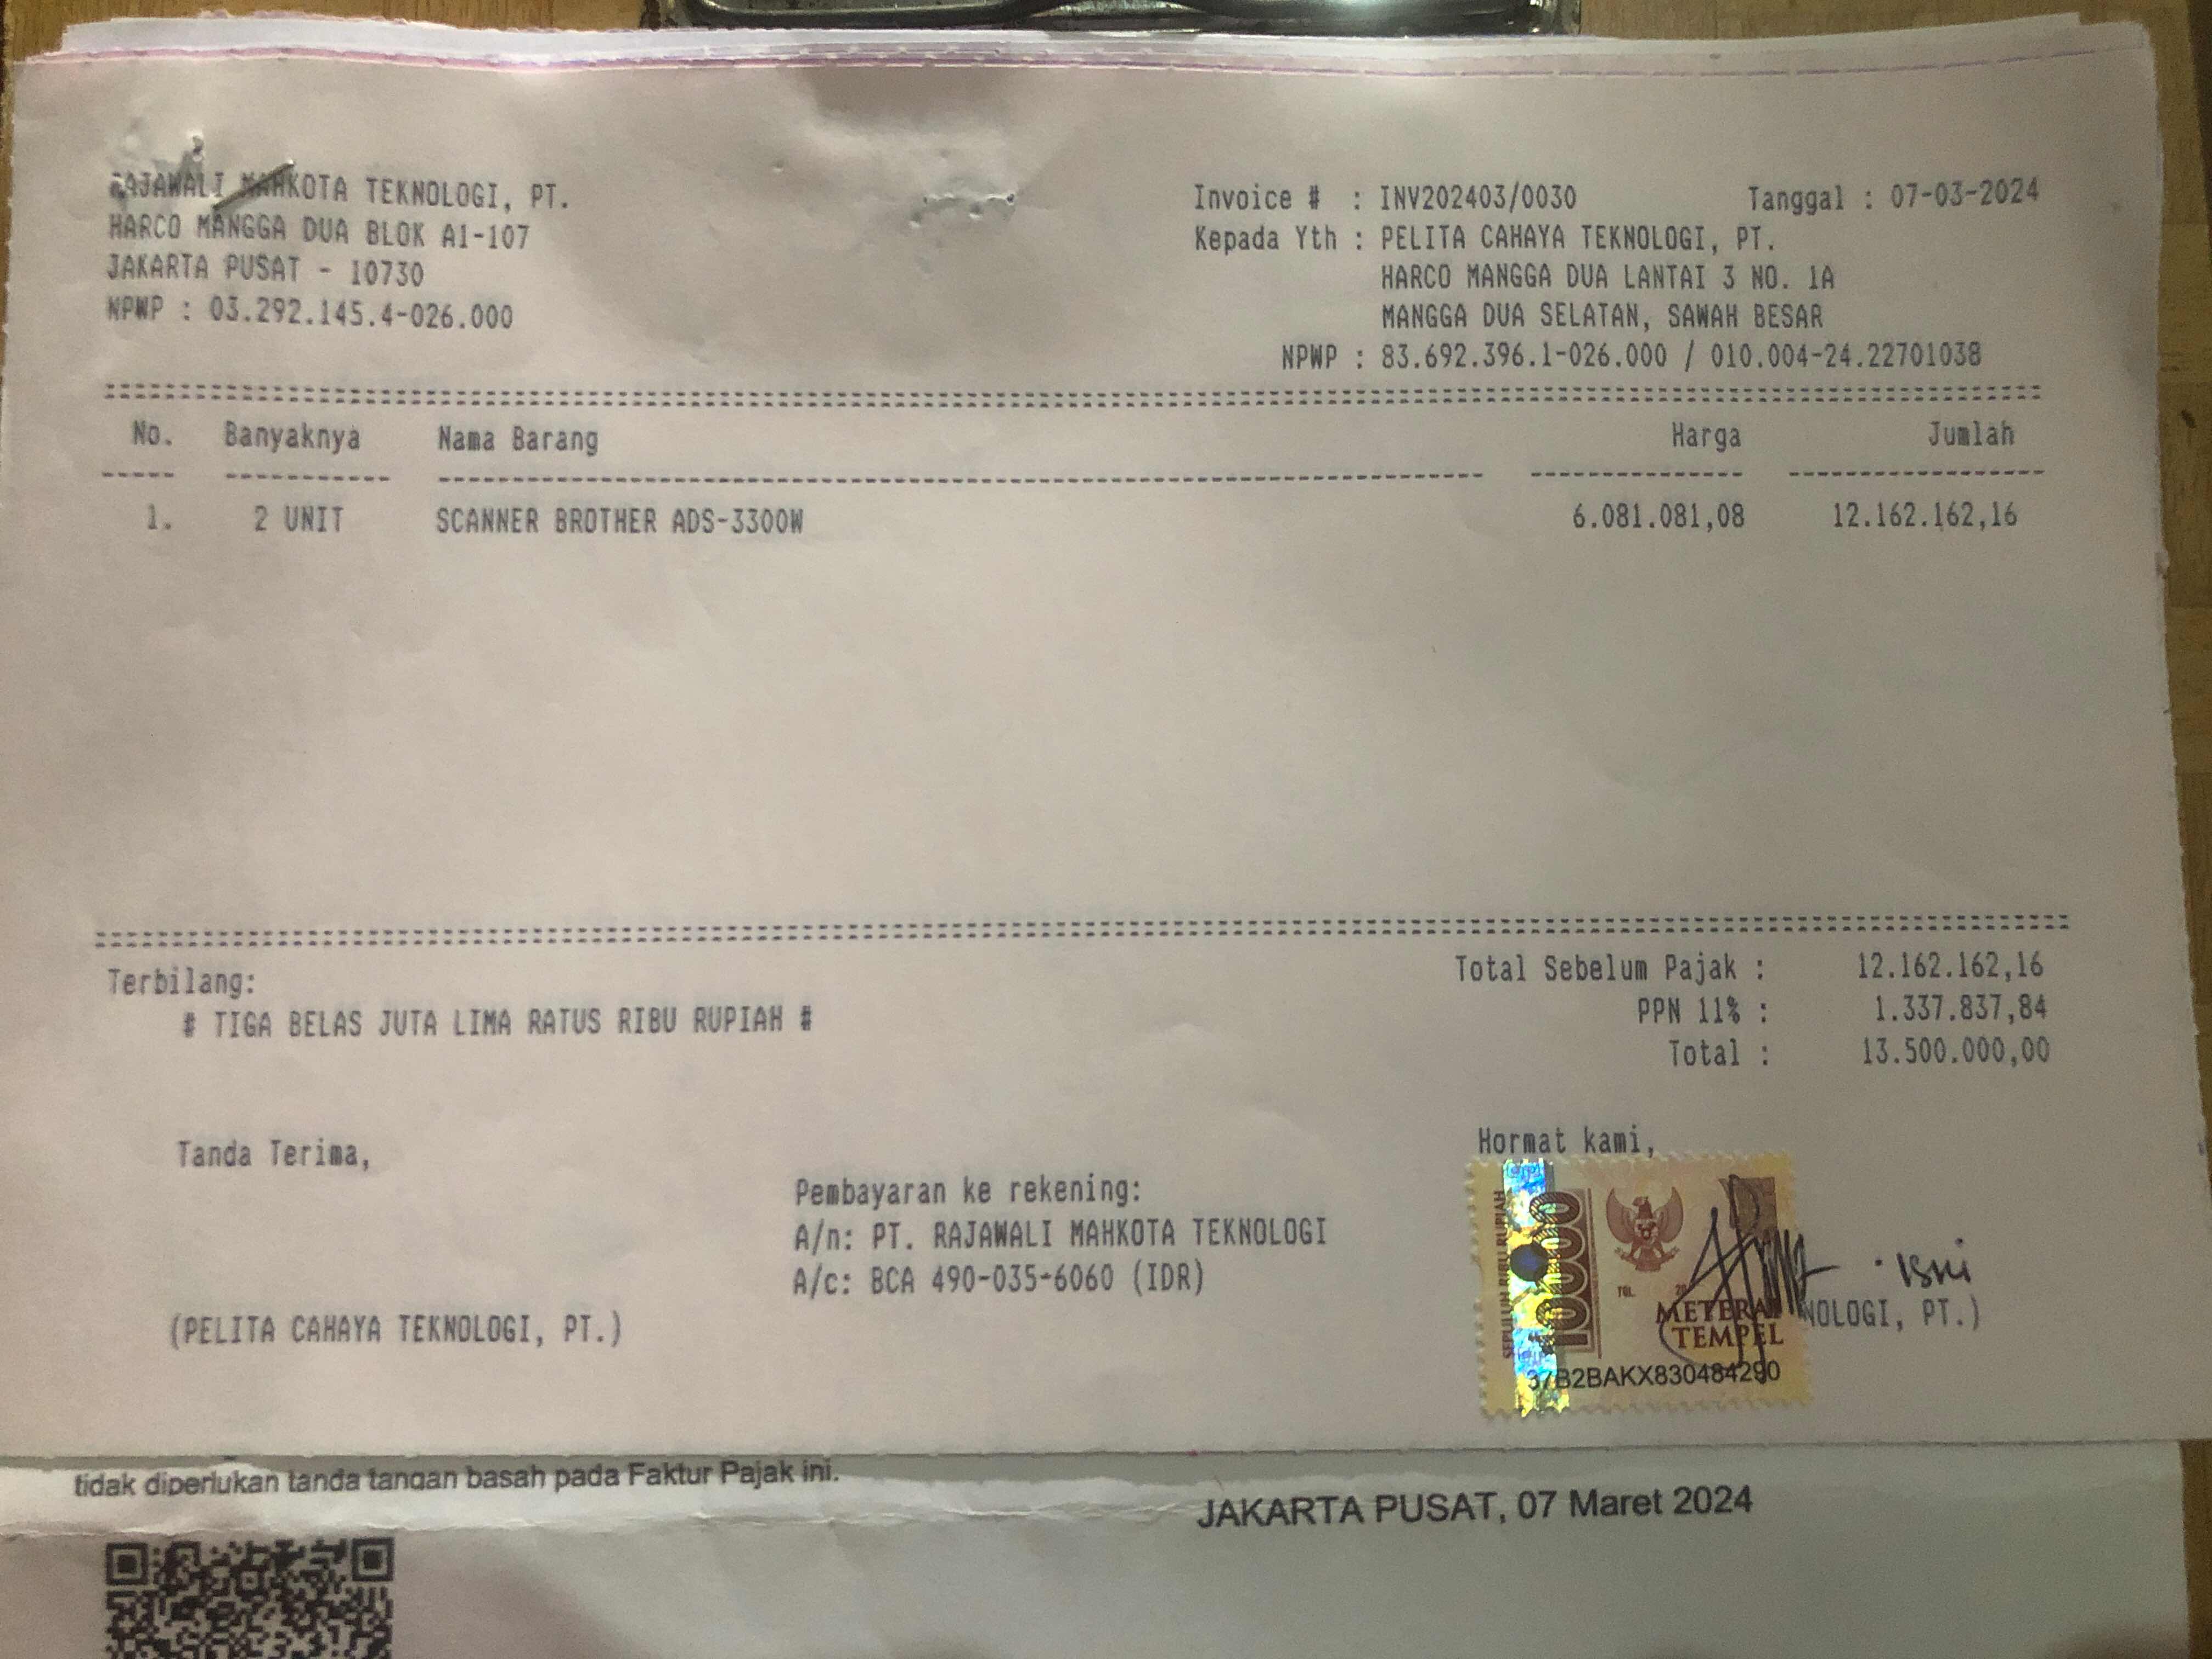 RAJAWALI MAHKOTA TEKNOLOGI, PT.
HARCO MANGGA DUA BLOK A1-107
JAKARTA PUSAT - 10730
NPWP : 03.292.145.4-026.000
Invoice # : INV202403/0030 Tanggal : 07-03-2024
Kepada Yth : PELITA CAHAYA TEKNOLOGI, PT.
HARCO MANGGA DUA LANTAI 3 NO. 1A
MANGGA DUA SELATAN, SAWAH BESAR
NPWP : 83.692.396.1-026.000 / 010.004-24.22701038
No. Banyaknya Nama Barang Harga Jumlah
1. 2 UNIT SCANNER BROTHER ADS-3300W 6.081.081,08 12.162.162,16
Terbilang:
# TIGA BELAS JUTA LIMA RATUS RIBU RUPIAH #
Total Sebelum Pajak : 12.162.162,16
PPN 11% : 1.337.837,84
Total : 13.500.000,00
Tanda Terima,
(PELITA CAHAYA TEKNOLOGI, PT.)
Pembayaran ke rekening:
A/n: PT. RAJAWALI MAHKOTA TEKNOLOGI
A/c: BCA 490-035-6060 (IDR)
Hormat kami,
SEPULUH RIBU RUPIAH
10000
TGL. 20
METERAI
TEMPEL
37B2BAKX830484290
NOLOGI, PT.)
tidak diperlukan tanda tangan basah pada Faktur Pajak ini.
JAKARTA PUSAT, 07 Maret 2024